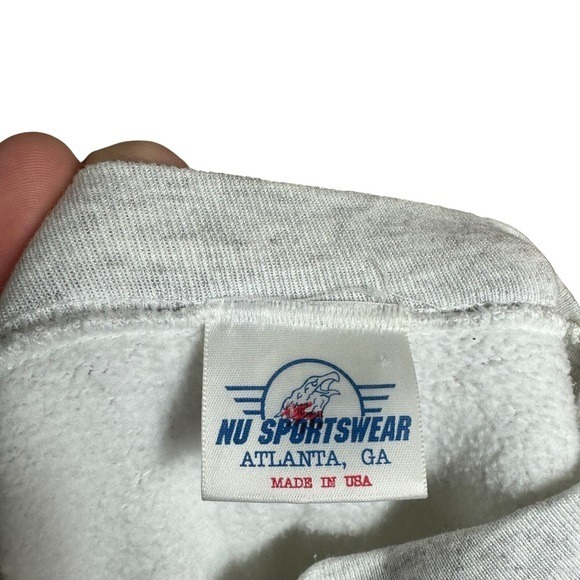 NU SPORTSWEAR
ATLANTA, GA
MADE IN USA